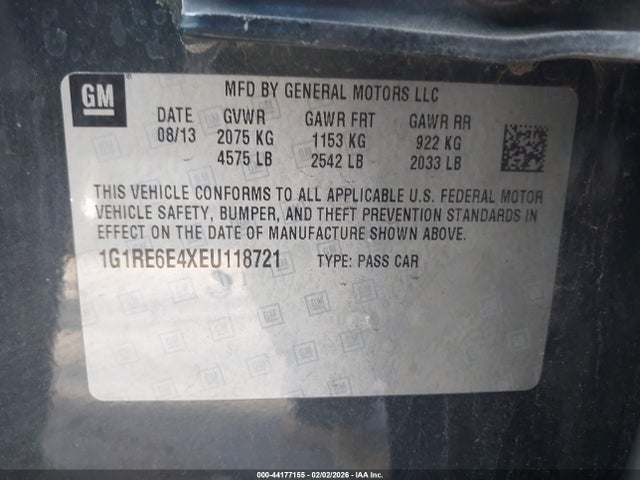 GM
MFD BY GENERAL MOTORS LLC
DATE GVWR GAWR FRT GAWR RR
08/13 2075 KG 1153 KG 922 KG
4575 LB 2542 LB 2033 LB
THIS VEHICLE CONFORMS TO ALL APPLICABLE U.S. FEDERAL MOTOR
VEHICLE SAFETY, BUMPER, AND THEFT PREVENTION STANDARDS IN
EFFECT ON THE DATE OF MANUFACTURE SHOWN ABOVE.
1G1RE6E4XEU118721 TYPE: PASS CAR
000-44177155 - 02/02/2026 - IAA Inc.